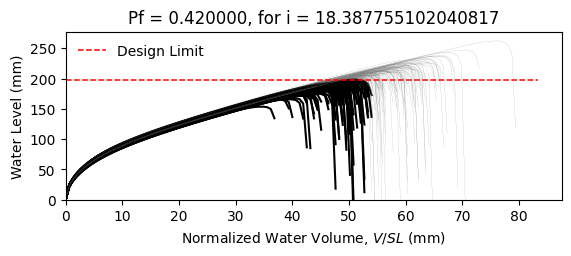 Pf = 0.420000, for i = 18.387755102040817
Design Limit
Water Level (mm)
250
200
150
100
50
0
0 10 20 30 40 50 60 70 80
Normalized Water Volume, V/SL (mm)